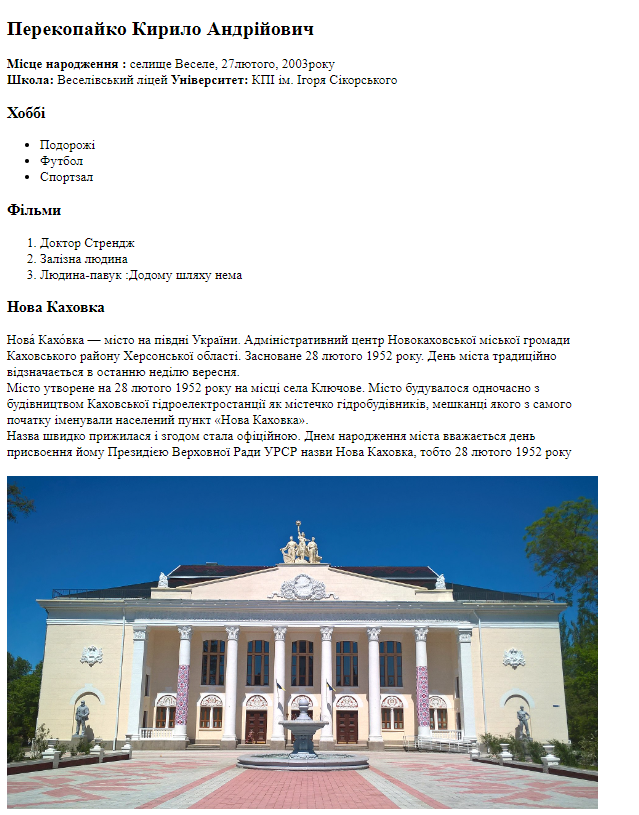 Перекопайко Кирило Андрійович
Місце народження : селище Веселе, 27лютого, 2003року
Школа: Веселівський ліцей Університет: КПІ ім. Ігоря Сікорського
Хоббі
Подорожі
Футбол
Спортзал
Фільми
1. Доктор Стрендж
2. Залізна людина
3. Людина-павук :Додому шляху нема
Нова Каховка
Нова́ Кахо́вка — місто на півдні України. Адміністративний центр Новокаховської міської громади
Каховського району Херсонської області. Засноване 28 лютого 1952 року. День міста традиційно
відзначається в останню неділю вересня.
Місто утворене на 28 лютого 1952 року на місці села Ключове. Місто будувалося одночасно з
будівництвом Каховської гідроелектростанції як містечко гідробудівників, мешканці якого з самого
початку іменували населений пункт «Нова Каховка».
Назва швидко прижилася і згодом стала офіційною. Днем народження міста вважається день
присвоєння йому Президією Верховної Ради УРСР назви Нова Каховка, тобто 28 лютого 1952 року